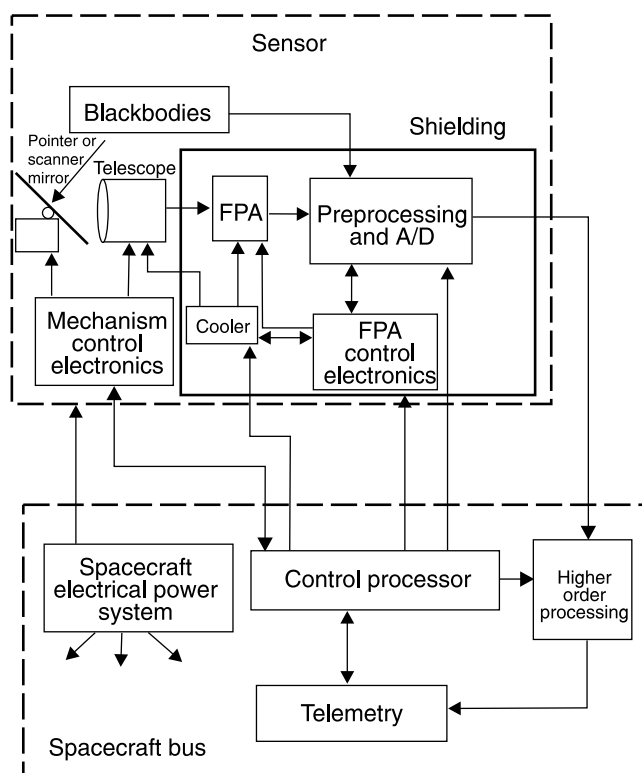 Sensor
Blackbodies
Shielding
Pointer or
scanner
mirror
Telescope
FPA
Preprocessing
and A/D
Cooler
Mechanism
control
electronics
FPA
control
electronics
Spacecraft
electrical power
system
Control processor
Higher
order
processing
Telemetry
Spacecraft bus